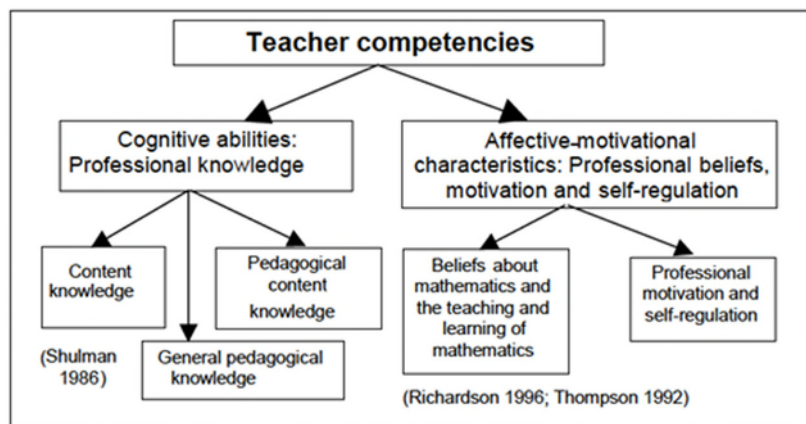 Teacher competencies
Cognitive abilities:
Professional knowledge
Affective-motivational
characteristics: Professional beliefs,
motivation and self-regulation
Content
knowledge
Pedagogical
content
knowledge
General pedagogical
knowledge
(Shulman
1986)
Beliefs about
mathematics and
the teaching and
learning of
mathematics
Professional
motivation and
self-regulation
(Richardson 1996; Thompson 1992)